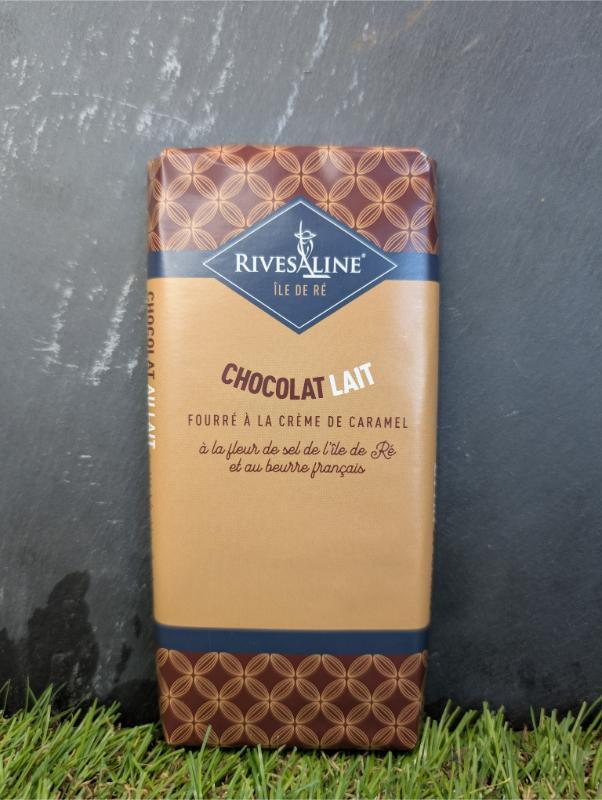 RIVESALINE®
ÎLE DE RÉ
CHOCOLAT LAIT
FOURRÉ À LA CRÈME DE CARAMEL
à la fleur de sel de l'île de Ré
et au beurre français
CHOCOLAT AU LAIT